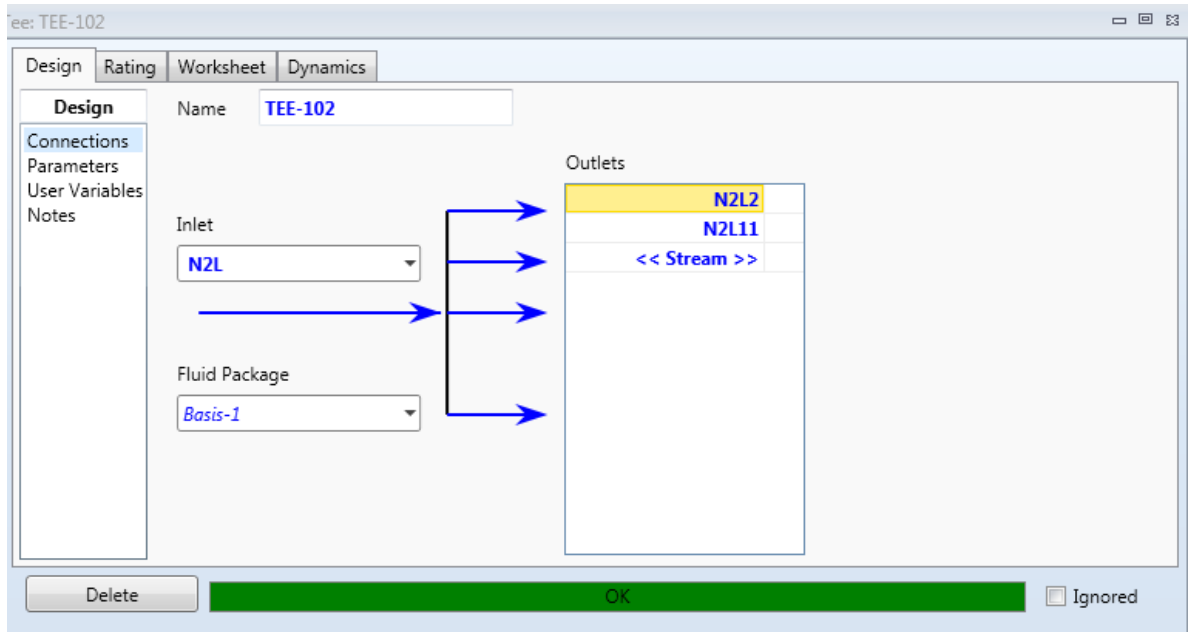 Tee: TEE-102
Design Rating Worksheet Dynamics
Design
Connections
Parameters
User Variables
Notes
Name TEE-102
Outlets
N2L2
N2L11
<< Stream >>
Inlet
N2L
Fluid Package
Basis-1
Delete
OK
Ignored